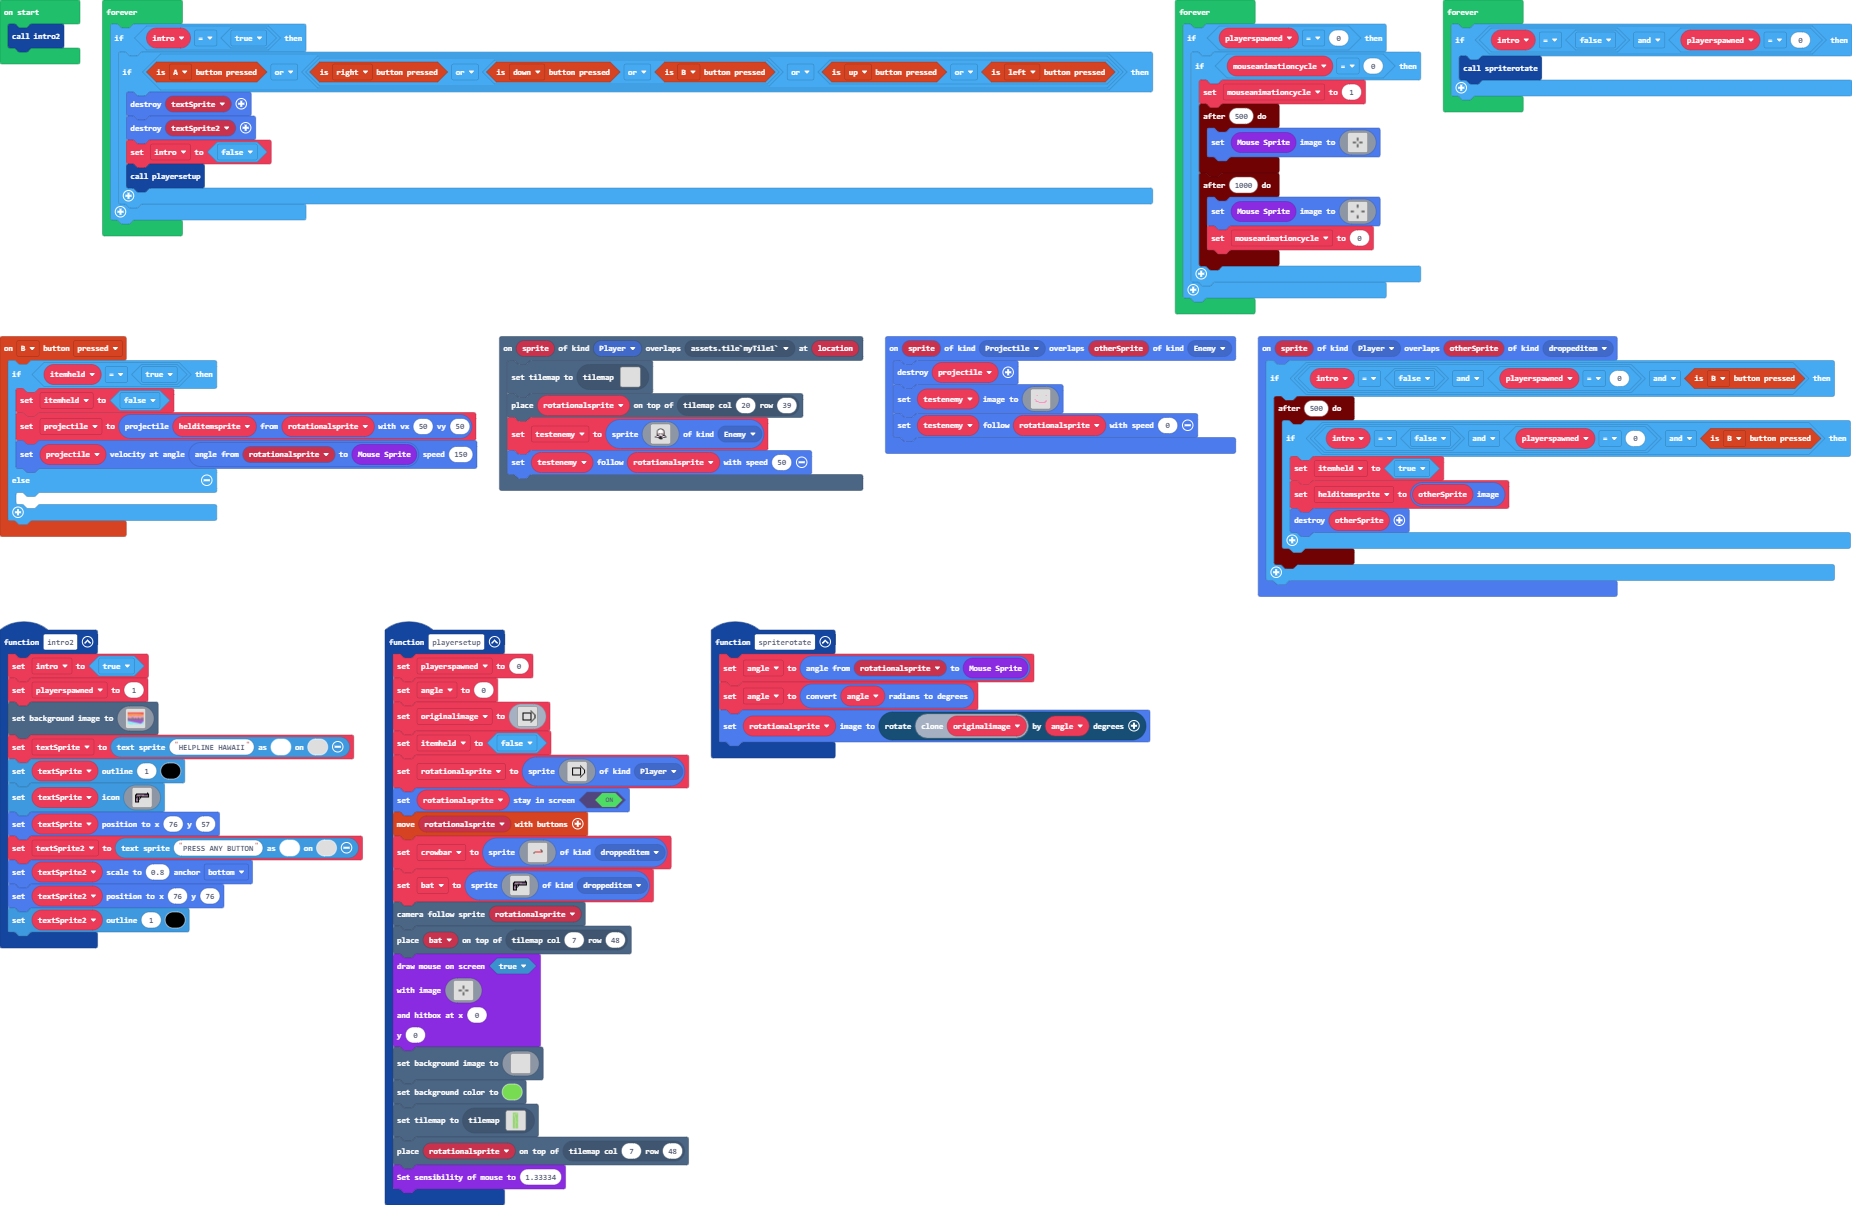 on start
call intro2
forever
if intro = true then
if is A button pressed or is right button pressed or is down button pressed or is B button pressed or is up button pressed or is left button pressed then
destroy textSprite
destroy textSprite2
set intro to false
call playersetup
forever
if playerspawned = 0 then
if mouseanimationcycle = 0 then
set mouseanimationcycle to 1
after 500 do
set Mouse Sprite image to
after 1000 do
set Mouse Sprite image to
set mouseanimationcycle to 0
forever
if intro = false and playerspawned = 0 then
call spriterotate
on B button pressed
if itemheld = true then
set itemheld to false
set projectile to projectile helditemsprite from rotationalsprite with vx 50 vy 50
set projectile velocity at angle angle from rotationalsprite to Mouse Sprite speed 150
else
on sprite of kind Player overlaps assets.tile`myTile1` at location
set tilemap to tilemap
place rotationalsprite on top of tilemap col 20 row 39
set testenemy to sprite of kind Enemy
set testenemy follow rotationalsprite with speed 50
on sprite of kind Projectile overlaps otherSprite of kind Enemy
destroy projectile
set testenemy image to
set testenemy follow rotationalsprite with speed 0
on sprite of kind Player overlaps otherSprite of kind droppeditem
if intro = false and playerspawned = 0 and is B button pressed then
after 500 do
if intro = false and playerspawned = 0 and is B button pressed then
set itemheld to true
set helditemsprite to otherSprite image
destroy otherSprite
function intro2
set intro to true
set playerspawned to 1
set background image to
set textSprite to text sprite "HELPLINE HAWAII" as on
set textSprite outline 1
set textSprite icon
set textSprite position to x 76 y 57
set textSprite2 to text sprite "PRESS ANY BUTTON" as on
set textSprite2 scale to 0.8 anchor bottom
set textSprite2 position to x 76 y 76
set textSprite2 outline 1
function playersetup
set playerspawned to 0
set angle to 0
set originalimage to
set itemheld to false
set rotationalsprite to sprite of kind Player
set rotationalsprite stay in screen ON
move rotationalsprite with buttons
set crowbar to sprite of kind droppeditem
set bat to sprite of kind droppeditem
camera follow sprite rotationalsprite
place bat on top of tilemap col 7 row 48
draw mouse on screen true
with image
and hitbox at x 0
y 0
set background image to
set background color to
set tilemap to tilemap
place rotationalsprite on top of tilemap col 7 row 48
Set sensibility of mouse to 1.33334
function spriterotate
set angle to angle from rotationalsprite to Mouse Sprite
set angle to convert angle radians to degrees
set rotationalsprite image to rotate clone originalimage by angle degrees